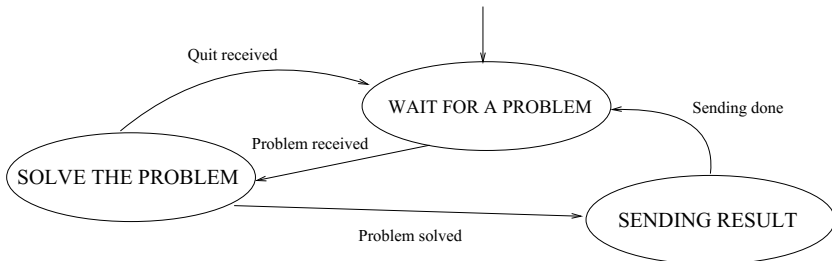 Quit received
WAIT FOR A PROBLEM
Sending done
Problem received
SOLVE THE PROBLEM
SENDING RESULT
Problem solved